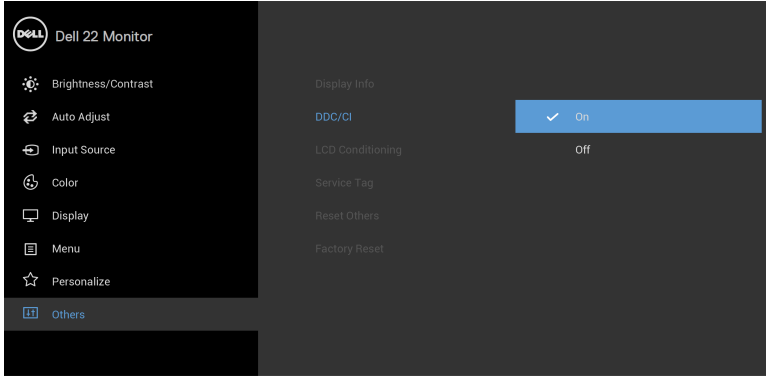 DELL Dell 22 Monitor
Brightness/Contrast
Auto Adjust
Input Source
Color
Display
Menu
Personalize
Others
Display Info
DDC/CI
LCD Conditioning
Service Tag
Reset Others
Factory Reset
On
Off